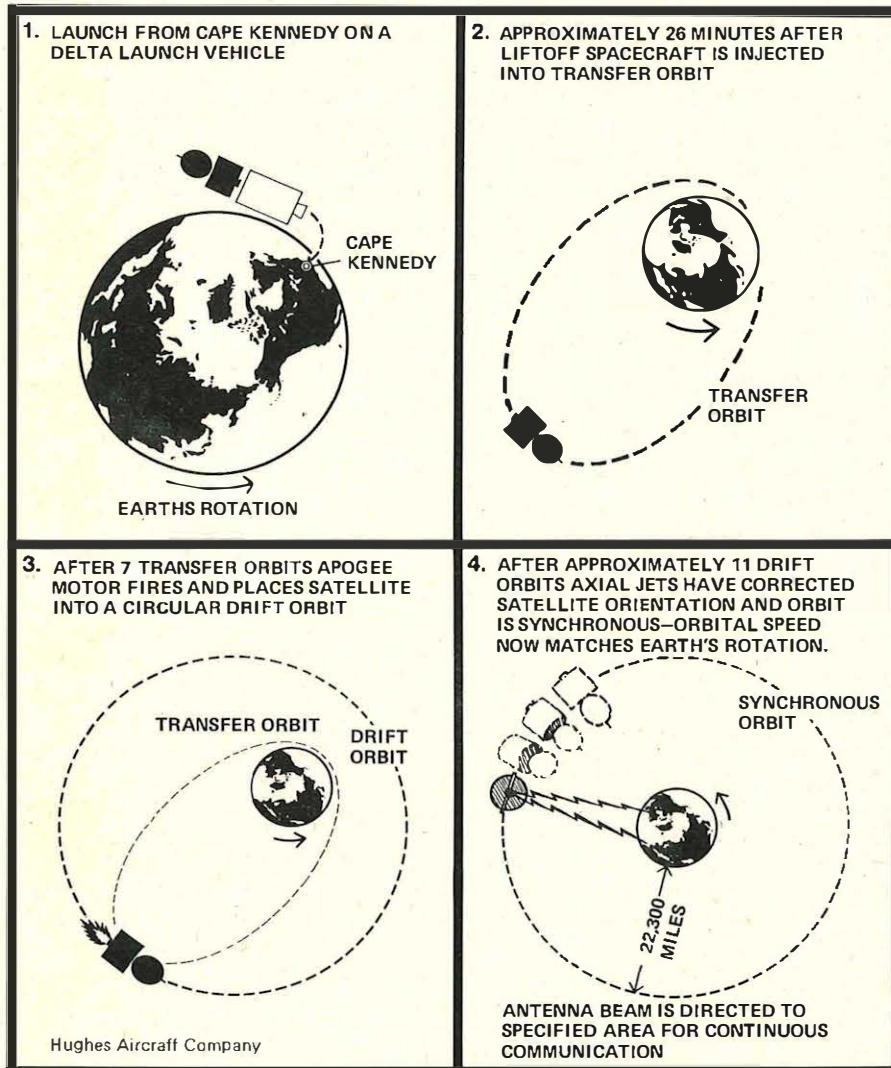 1. LAUNCH FROM CAPE KENNEDY ON A
DELTA LAUNCH VEHICLE
CAPE
KENNEDY
EARTHS ROTATION
2. APPROXIMATELY 26 MINUTES AFTER
LIFTOFF SPACECRAFT IS INJECTED
INTO TRANSFER ORBIT
TRANSFER
ORBIT
3. AFTER 7 TRANSFER ORBITS APOGEE
MOTOR FIRES AND PLACES SATELLITE
INTO A CIRCULAR DRIFT ORBIT
TRANSFER ORBIT
DRIFT
ORBIT
Hughes Aircraft Company
4. AFTER APPROXIMATELY 11 DRIFT
ORBITS AXIAL JETS HAVE CORRECTED
SATELLITE ORIENTATION AND ORBIT
IS SYNCHRONOUS—ORBITAL SPEED
NOW MATCHES EARTH'S ROTATION.
SYNCHRONOUS
ORBIT
22,300
MILES
ANTENNA BEAM IS DIRECTED TO
SPECIFIED AREA FOR CONTINUOUS
COMMUNICATION